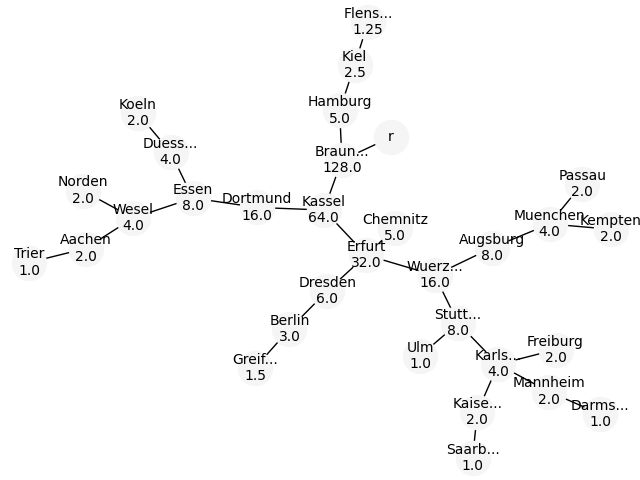 Flens...
1.25
Kiel
2.5
Hamburg
5.0
r
Braun...
128.0
Koeln
2.0
Duess...
4.0
Norden
2.0
Essen
8.0
Wesel
4.0
Dortmund
16.0
Kassel
64.0
Aachen
2.0
Trier
1.0
Chemnitz
5.0
Erfurt
32.0
Passau
2.0
Muenchen
4.0
Kempten
2.0
Augsburg
8.0
Wuerz...
16.0
Dresden
6.0
Berlin
3.0
Greif...
1.5
Stutt...
8.0
Ulm
1.0
Karls...
4.0
Freiburg
2.0
Mannheim
2.0
Darms...
1.0
Kaise...
2.0
Saarb...
1.0